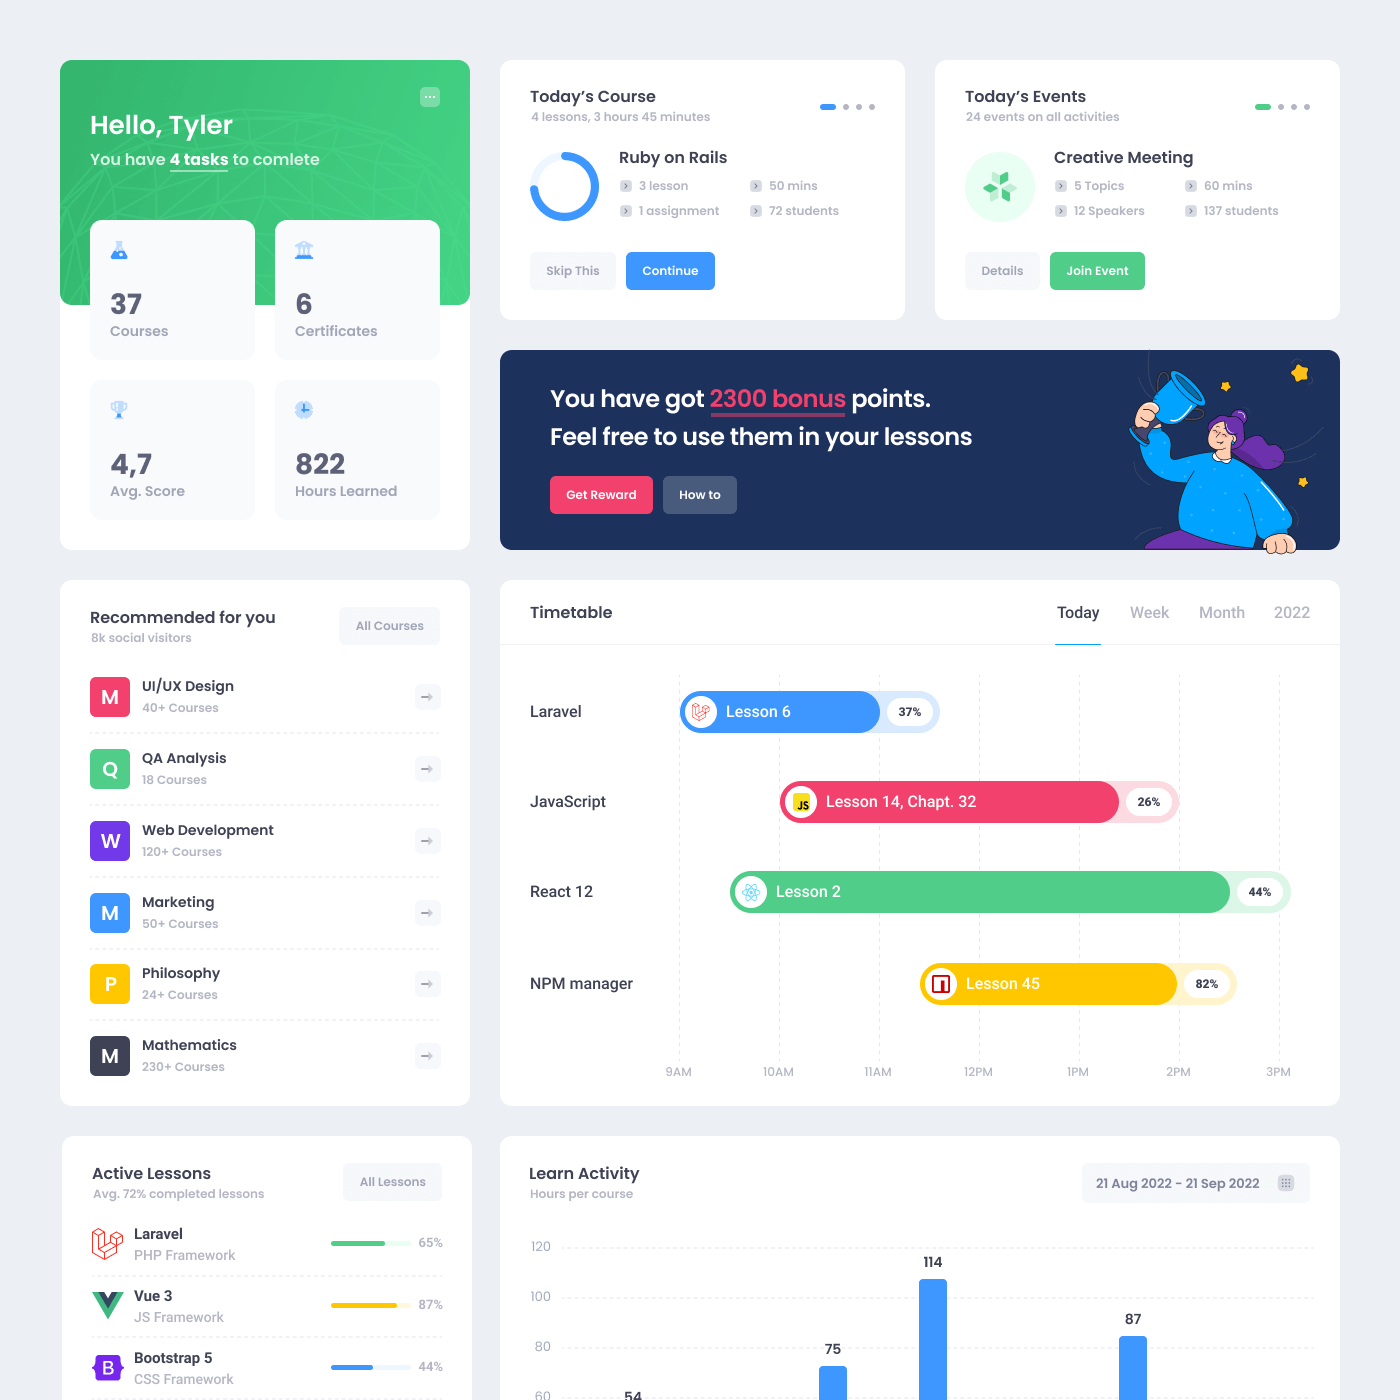 Hello, Tyler
You have 4 tasks to comlete
37
Courses
6
Certificates
4,7
Avg. Score
822
Hours Learned
Today’s Course
4 lessons, 3 hours 45 minutes
Ruby on Rails
3 lesson
50 mins
1 assignment
72 students
Skip This
Continue
Today’s Events
24 events on all activities
Creative Meeting
5 Topics
60 mins
12 Speakers
137 students
Details
Join Event
You have got 2300 bonus points.
Feel free to use them in your lessons
Get Reward
How to
Recommended for you
8k social visitors
All Courses
M
UI/UX Design
40+ Courses
Q
QA Analysis
18 Courses
W
Web Development
120+ Courses
M
Marketing
50+ Courses
P
Philosophy
24+ Courses
M
Mathematics
230+ Courses
Timetable
Today
Week
Month
2022
Laravel
Lesson 6
37%
JavaScript
JS
Lesson 14, Chapt. 32
26%
React 12
Lesson 2
44%
NPM manager
Lesson 45
82%
9AM
10AM
11AM
12PM
1PM
2PM
3PM
Active Lessons
Avg. 72% completed lessons
All Lessons
Laravel
PHP Framework
65%
Vue 3
JS Framework
87%
B
Bootstrap 5
CSS Framework
44%
Learn Activity
Hours per course
21 Aug 2022 - 21 Sep 2022
120
114
100
87
80
75
60
54